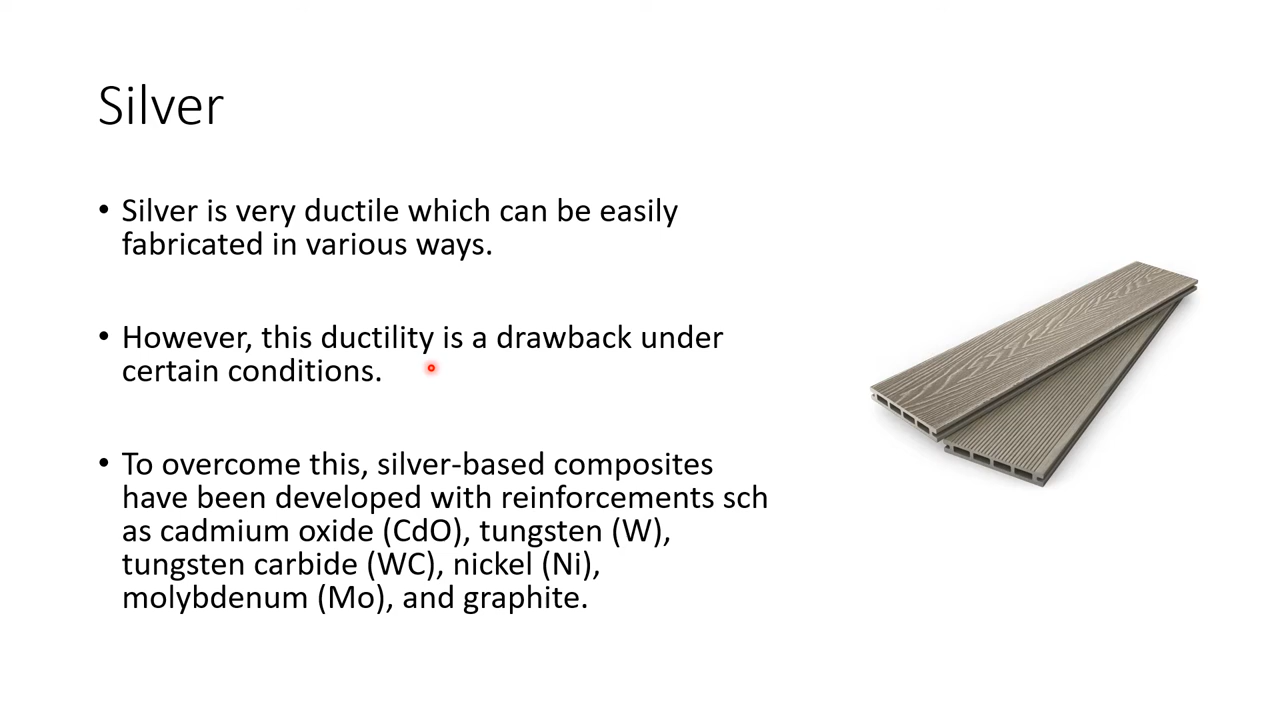 Silver
• Silver is very ductile which can be easily
fabricated in various ways.
• However, this ductility is a drawback under
certain conditions.
• To overcome this, silver-based composites
have been developed with reinforcements sch
as cadmium oxide (CdO), tungsten (W),
tungsten carbide (WC), nickel (Ni),
molybdenum (Mo), and graphite.